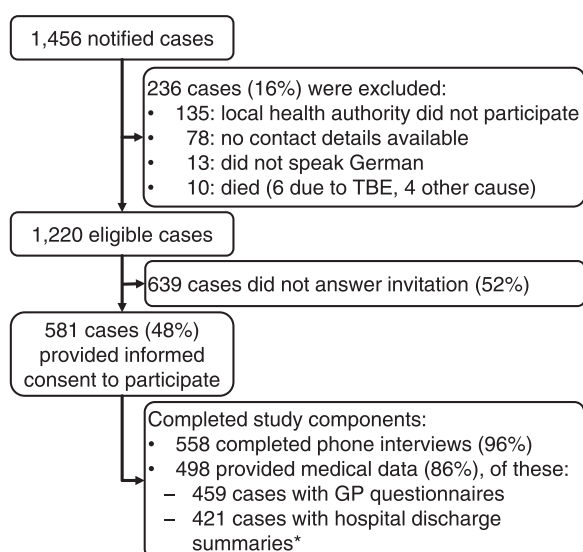 1,456 notified cases
236 cases (16%) were excluded:
• 135: local health authority did not participate
• 78: no contact details available
• 13: did not speak German
• 10: died (6 due to TBE, 4 other cause)
1,220 eligible cases
639 cases did not answer invitation (52%)
581 cases (48%)
provided informed
consent to participate
Completed study components:
• 558 completed phone interviews (96%)
• 498 provided medical data (86%), of these:
– 459 cases with GP questionnaires
– 421 cases with hospital discharge
summaries*